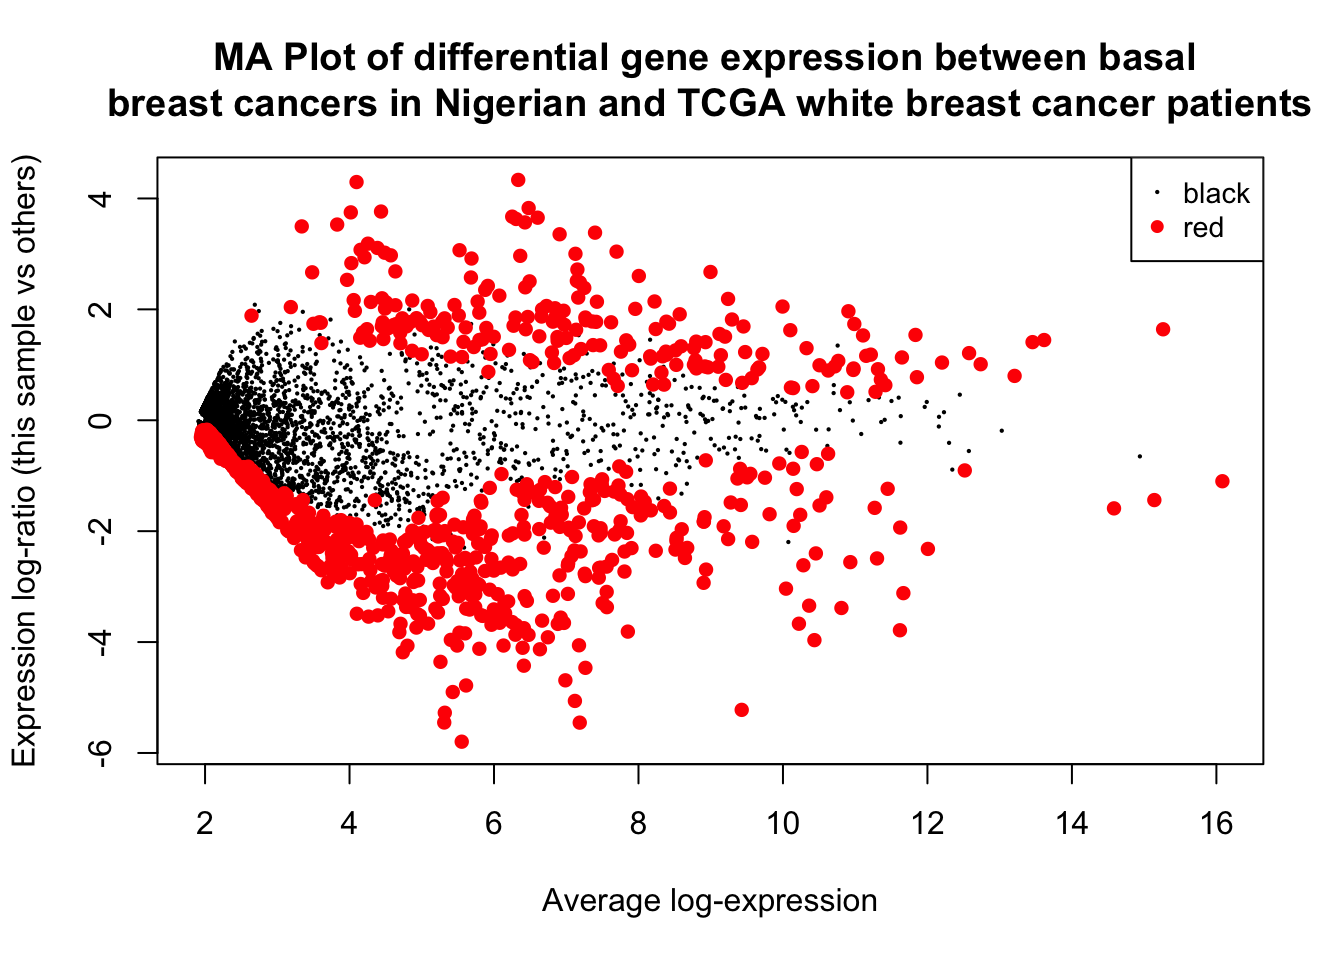 MA Plot of differential gene expression between basal
breast cancers in Nigerian and TCGA white breast cancer patients
Expression log-ratio (this sample vs others)
4
2
0
-2
-4
-6
black
red
2 4 6 8 10 12 14 16
Average log-expression